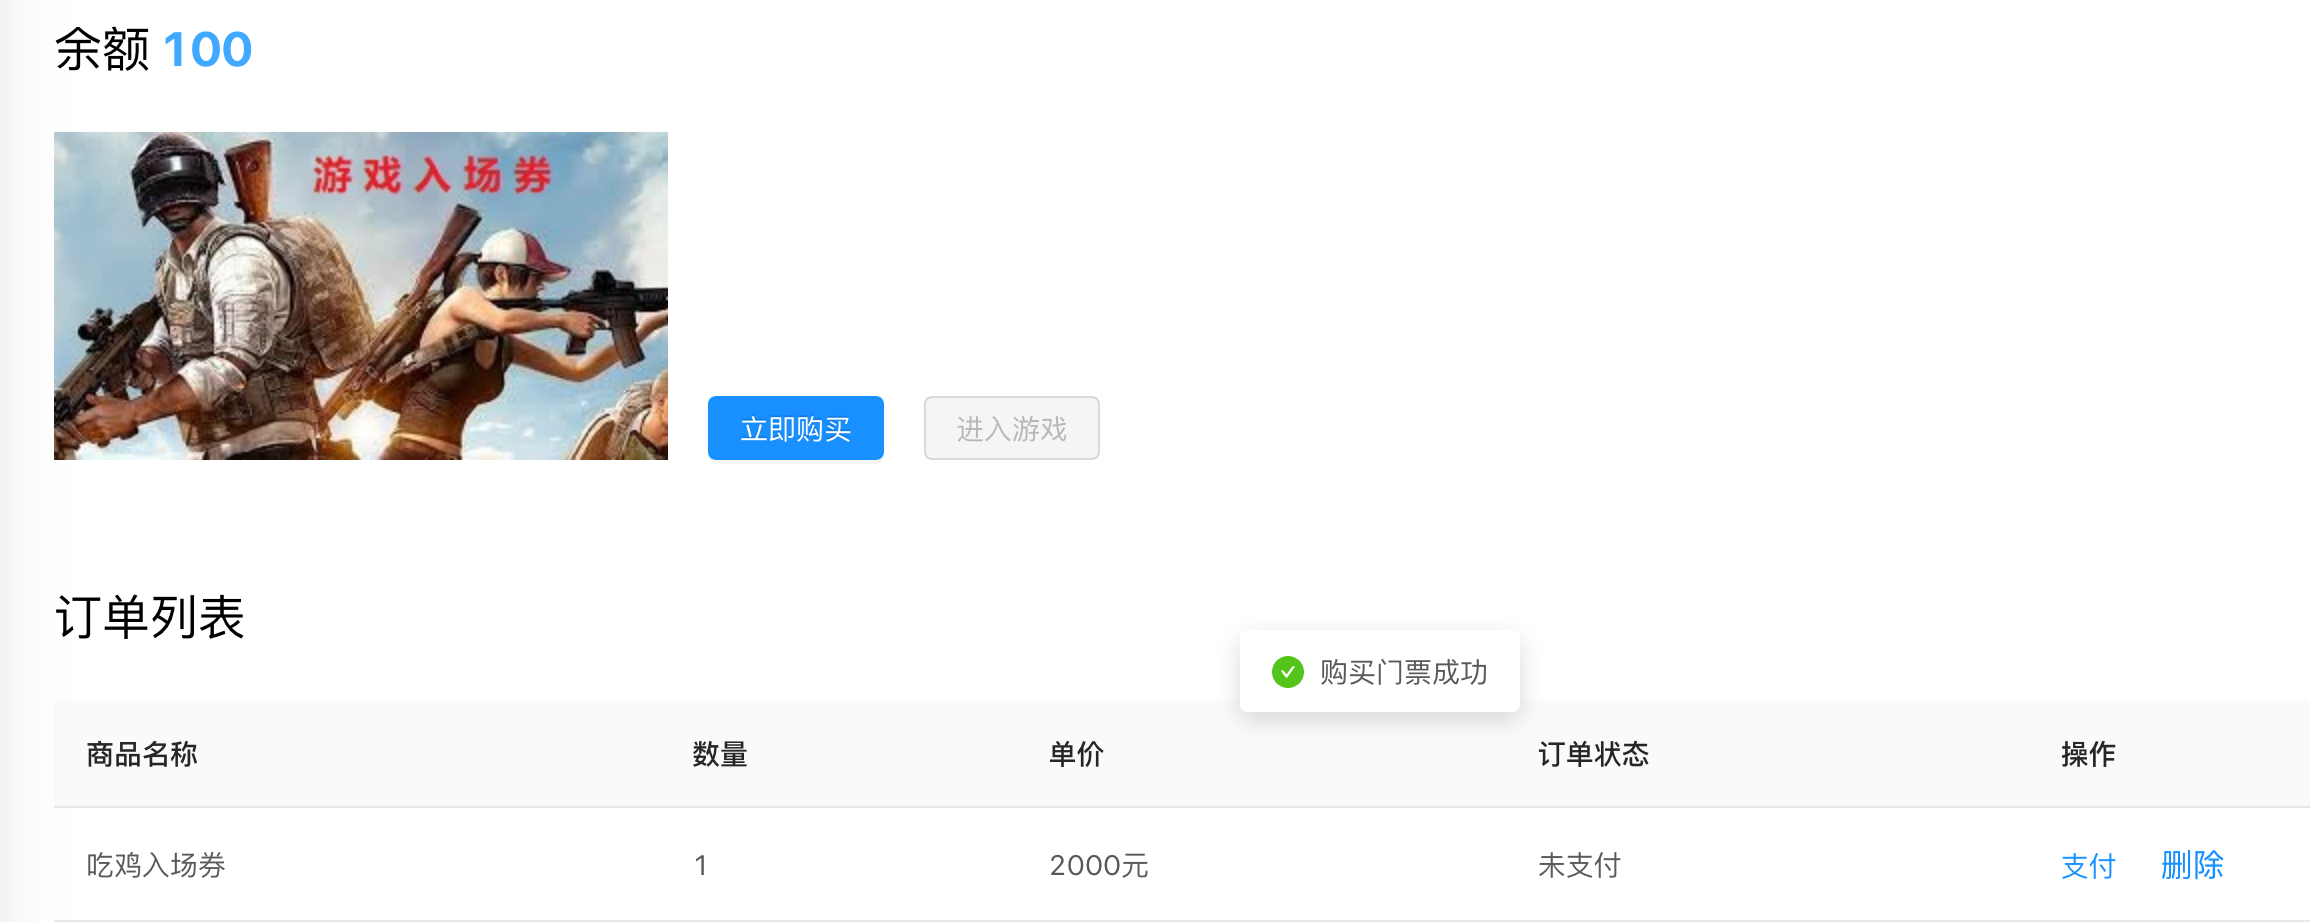 余额 100
游戏入场券
立即购买 进入游戏
订单列表
购买门票成功
商品名称 数量 单价 订单状态 操作
吃鸡入场券 1 2000元 未支付 支付 删除